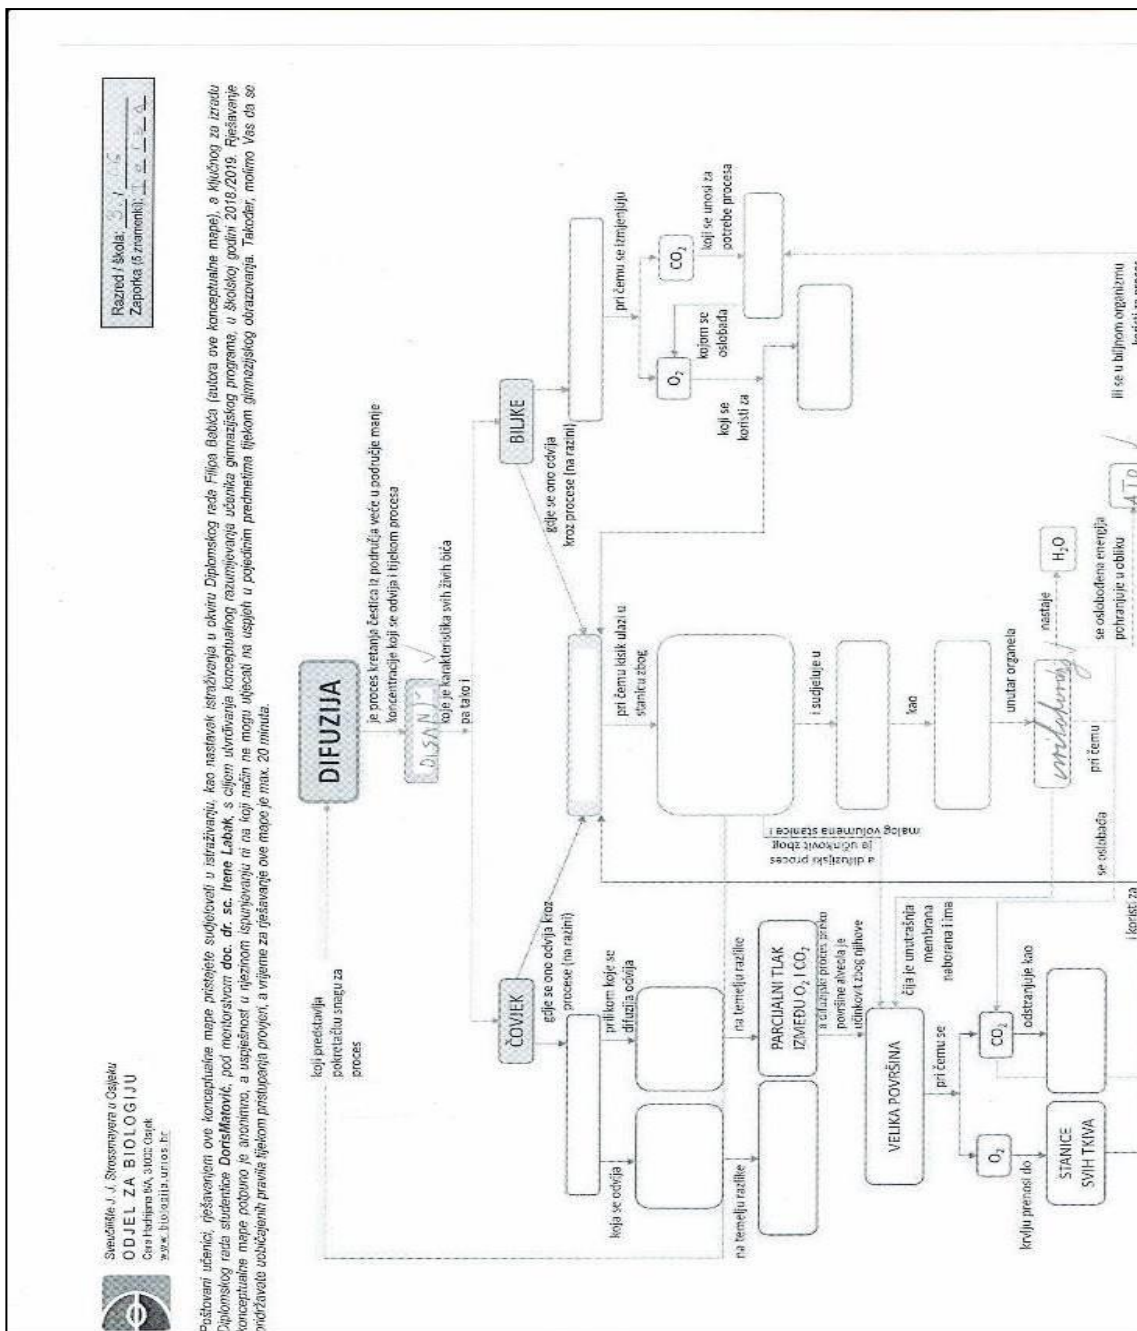 Sveučilište J. J. Strossmayera u Osijeku
ODJEL ZA BIOLOGIJU
Cara Hadrijana 8/A, 31000 Osijek
www.biologija.unios.hr
Razred / škola: 3. /
Zaporka (5 znamenki):
Poštovani učenici, rješavanjem ove konceptualne mape pristajete sudjelovati u istraživanju, kao nastavak istraživanja u okviru Diplomskog rada Filipa Babića (autora ove konceptualne mape), a ključnog za izradu
Diplomskog rada studentice DorisMatović, pod mentorstvom doc. dr. sc. Irene Labak, s ciljem utvrđivanja konceptualnog razumijevanja učenika gimnazijskog programa, u školskoj godini 2018./2019. Rješavanje
konceptualne mape potpuno je anonimno, a uspješnost u njezinom ispunjavanju ni na koji način ne mogu utjecati na uspjeh u pojedinim predmetima tijekom gimnazijskog obrazovanja. Također, molimo Vas da se
pridržavate uobičajenih pravila tijekom pristupanja provjeri, a vrijeme za rješavanje ove mape je max. 20 minuta.
DIFUZIJA
koji predstavlja
pokretačku snagu za
proces
je proces kretanja čestica iz područja veće u područje manje
koncentracije koji se odvija i tijekom procesa
DISANJE
koje je karakteristika svih živih bića
pa tako i
ČOVJEK
BILJKE
gdje se ono odvija kroz
procese (na razini)
gdje se ono odvija
kroz procese (na razini)
koja se odvija
prilikom koje se
difuzija odvija
pri čemu kisik ulazi u
stanicu zbog
pri čemu se izmjenjuju
O2
CO2
kojom se
oslobađa
koji se unosi za
potrebe procesa
koji se
koristi za
na temelju razlike
na temelju razlike
a difuzijski proces
je učinkovit zbog
malog volumena stanice i
i sudjeluje u
PARCIJALNI TLAK
IZMEĐU O2 I CO2
a difuzijski proces preko
površine alveola je
učinkovit zbog njihove
kao
VELIKA POVRŠINA
čija je unutrašnja
membrana
naborana i ima
unutar organela
pri čemu se
mitohondrij
nastaje
H2O
pri čemu
se oslobođena energija
pohranjuje u obliku
O2
CO2
se oslobađa
krvlju prenosi do
odstranjuje kao
STANICE
SVIH TKIVA
ATP
ili se u biljnom organizmu
koristi za proces
i koristi za